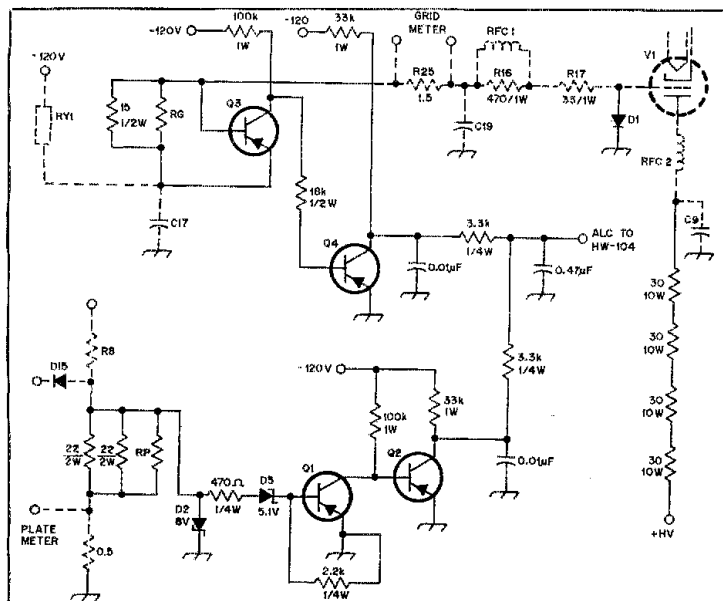 -120V
100k
1W
-120
33k
1W
GRID
METER
RFC 1
R25
1.5
R16
470/1W
R17
33/1W
V1
D1
-120V
RY1
15
1/2W
RG
Q3
C19
RFC 2
C17
18k
1/2W
Q4
0.01µF
3.3k
1/4W
ALC TO
HW-104
0.47µF
C9
30
10W
30
10W
30
10W
30
10W
+HV
3.3k
1/4W
R8
D15
22
2W
22
2W
RP
PLATE
METER
0.5
-120V
100k
1W
33k
1W
0.01µF
470Ω
1/4W
D3
5.1V
D2
8V
Q1
Q2
2.2k
1/4W